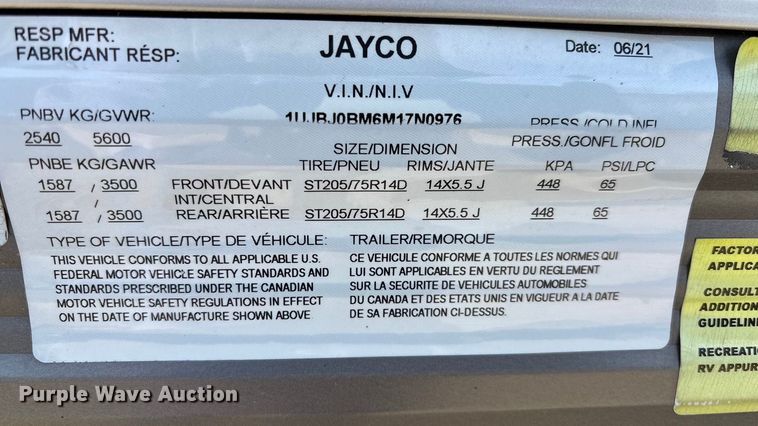 RESP MFR:
FABRICANT RÉSP:
JAYCO
Date: 06/21
V.I.N./N.I.V
PNBV KG/GVWR:
1UJBJ0BM6M17N0976
PRESS./COLD INFL
2540 5600
SIZE/DIMENSION
PRESS./GONFL FROID
PNBE KG/GAWR
TIRE/PNEU RIMS/JANTE KPA PSI/LPC
1587 / 3500 FRONT/DEVANT ST205/75R14D 14X5.5 J 448 65
INT/CENTRAL
1587 / 3500 REAR/ARRIÈRE ST205/75R14D 14X5.5 J 448 65
TYPE OF VEHICLE/TYPE DE VÉHICULE: TRAILER/REMORQUE
THIS VEHICLE CONFORMS TO ALL APPLICABLE U.S.
FEDERAL MOTOR VEHICLE SAFETY STANDARDS AND
STANDARDS PRESCRIBED UNDER THE CANADIAN
MOTOR VEHICLE SAFETY REGULATIONS IN EFFECT
ON THE DATE OF MANUFACTURE SHOWN ABOVE
CE VEHICULE CONFORME A TOUTES LES NORMES QUI
LUI SONT APPLICABLES EN VERTU DU REGLEMENT
SUR LA SECURITE DE VEHICULES AUTOMOBILES
DU CANADA ET DES ETATS UNIS EN VIGUEUR A LA DATE
DE SA FABRICATION CI-DESSUS.
FACTOR
APPLICA
CONSULT
ADDITION
GUIDELIN
RECREATI
RV APPUR
Purple Wave Auction